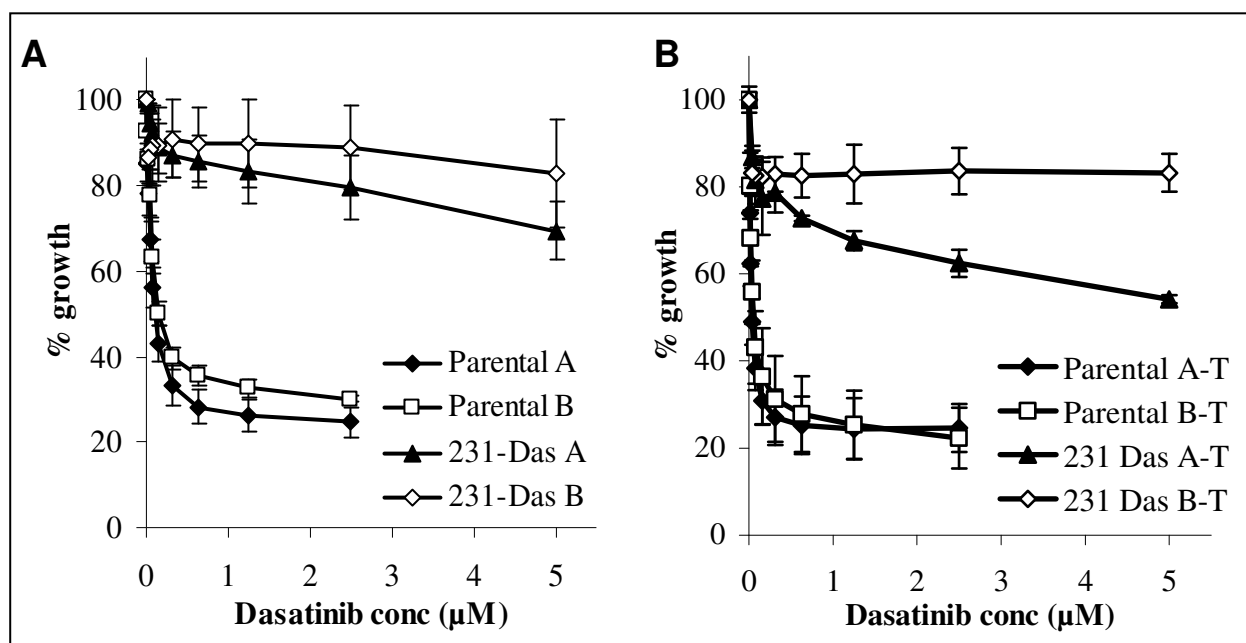 A
100
80
60
40
20
0
% growth
0 1 2 3 4 5
Dasatinib conc (µM)
Parental A
Parental B
231-Das A
231-Das B
B
100
80
60
40
20
0
% growth
0 1 2 3 4 5
Dasatinib conc (µM)
Parental A-T
Parental B-T
231 Das A-T
231 Das B-T